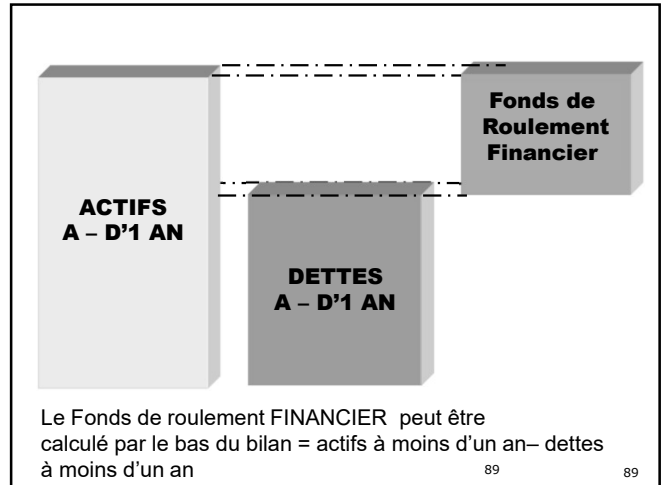 Fonds de
Roulement
Financier
ACTIFS
A – D’1 AN
DETTES
A – D’1 AN
Le Fonds de roulement FINANCIER peut être
calculé par le bas du bilan = actifs à moins d’un an– dettes
à moins d’un an
89
89